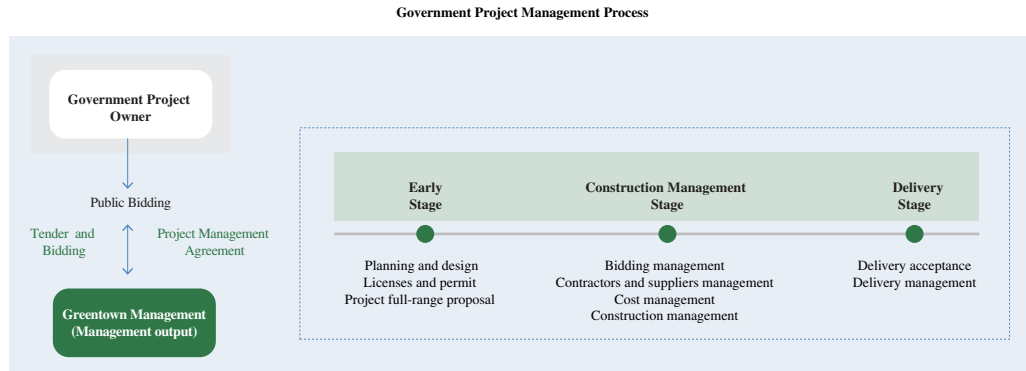 Government Project Management Process
Government Project
Owner
Public Bidding
Tender and
Bidding
Project Management
Agreement
Greentown Management
(Management output)
Early
Stage
Construction Management
Stage
Delivery
Stage
Planning and design
Licenses and permit
Project full-range proposal
Bidding management
Contractors and suppliers management
Cost management
Construction management
Delivery acceptance
Delivery management